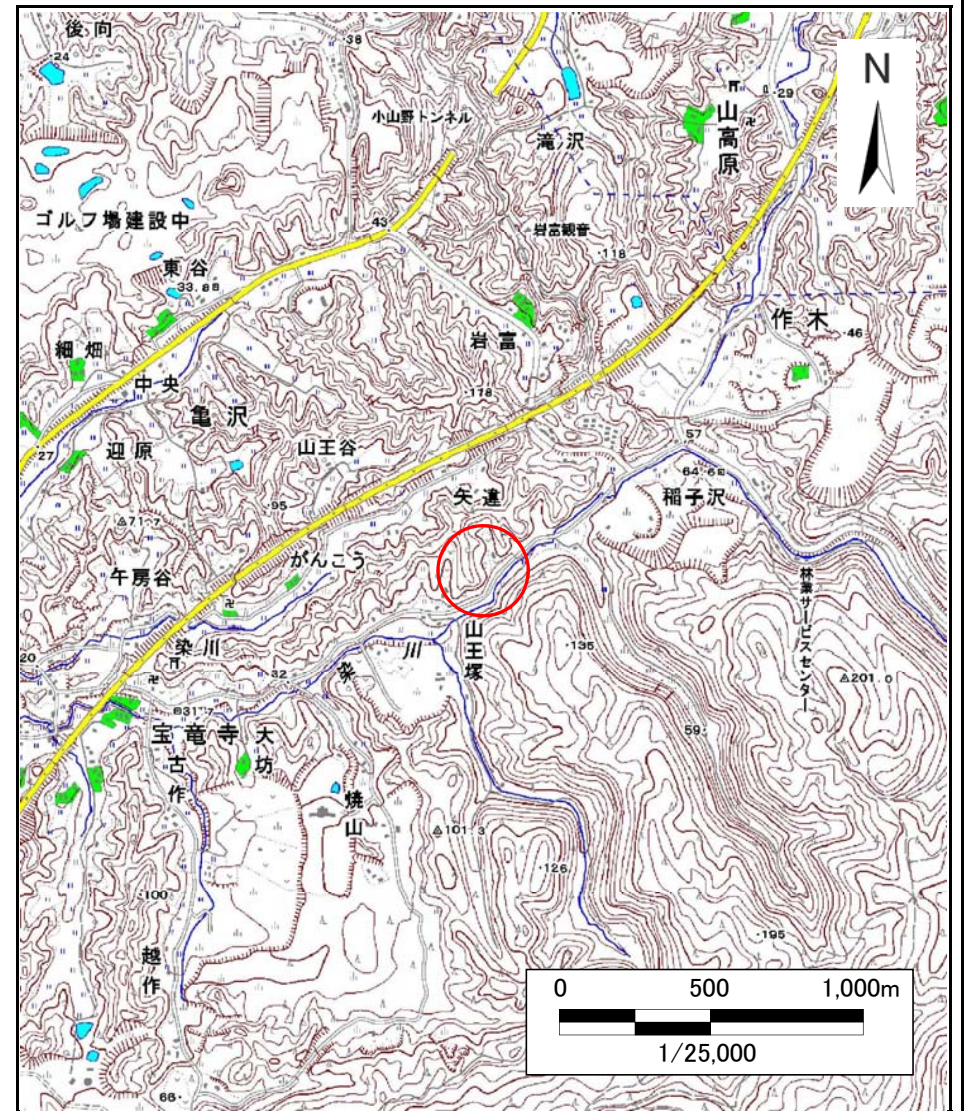 後向
24
38
小山野トンネル
滝沢
29
山高原
N
ゴルフ場建設中
43
岩富観音
118
東谷
33.8
作木
46
細畑
岩富
中央
178
亀沢
27
迎原
山王谷
57
64.6
矢違
稲子沢
95
71.7
がんこう
午房谷
林業サービスセンター
染川
山王塚
135
20
32
染川
201.0
31.7
宝竜寺
大坊
59
古作
焼山
101.3
126
100
195
越作
66
0 500 1,000m
1/25,000